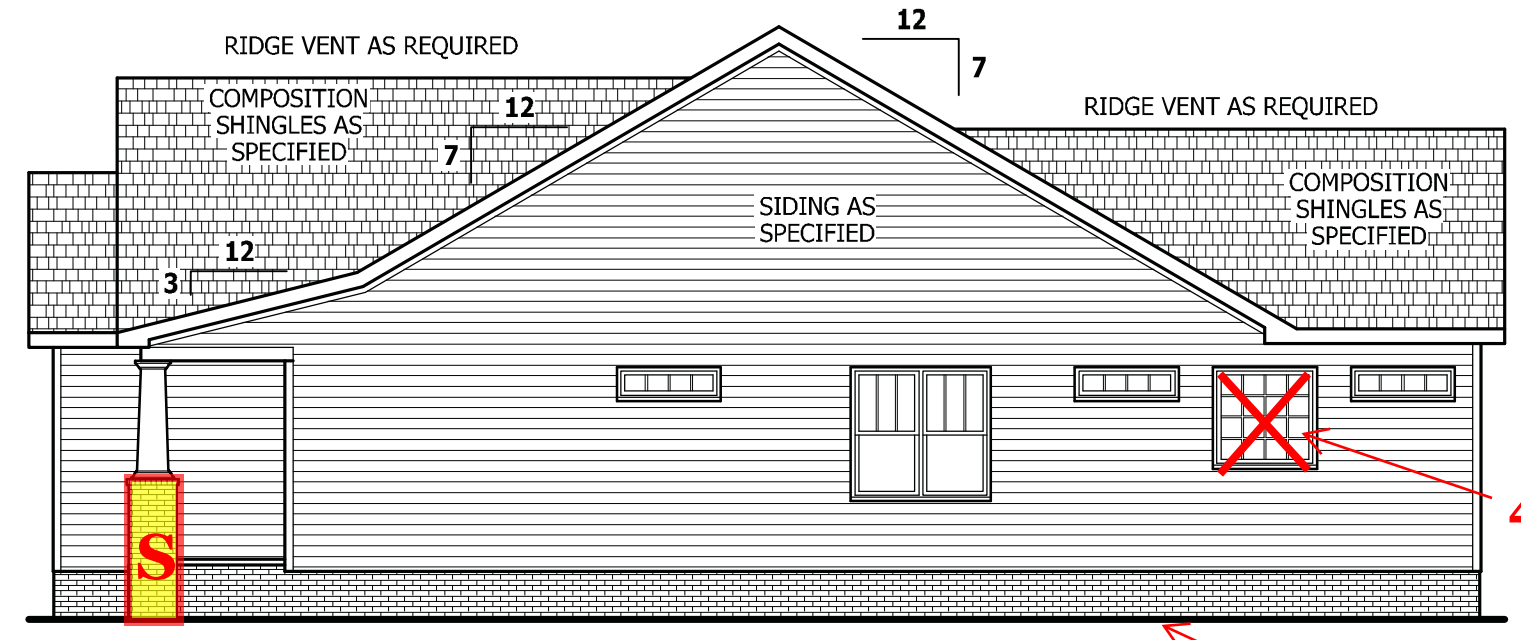 12
RIDGE VENT AS REQUIRED
7
COMPOSITION
SHINGLES AS
SPECIFIED
12
7
RIDGE VENT AS REQUIRED
COMPOSITION
SHINGLES AS
SPECIFIED
SIDING AS
SPECIFIED
12
3
S